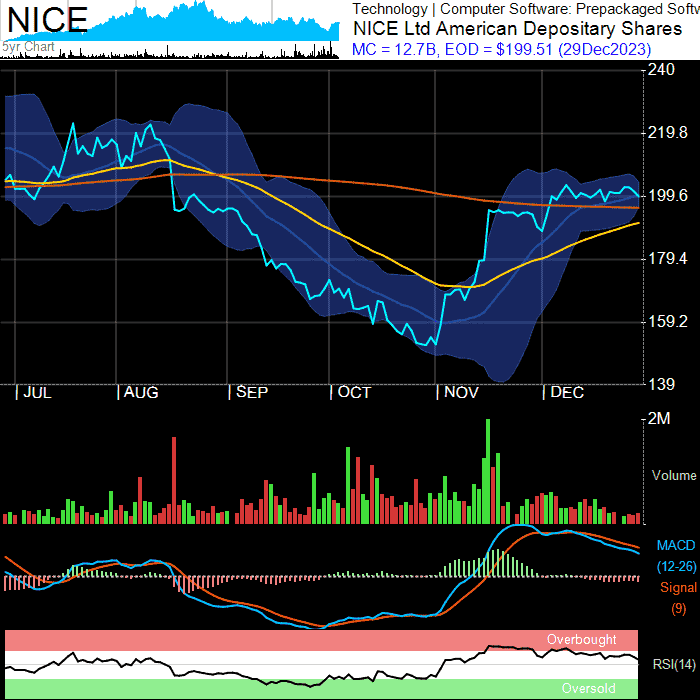 NICE
5yr Chart
Technology | Computer Software: Prepackaged Softw
NICE Ltd American Depositary Shares
MC = 12.7B, EOD = $199.51 (29Dec2023)
240
219.8
199.6
179.4
159.2
139
| JUL | AUG | SEP | OCT | NOV | DEC
2M
Volume
MACD
(12-26)
Signal
(9)
Overbought
RSI(14)
Oversold